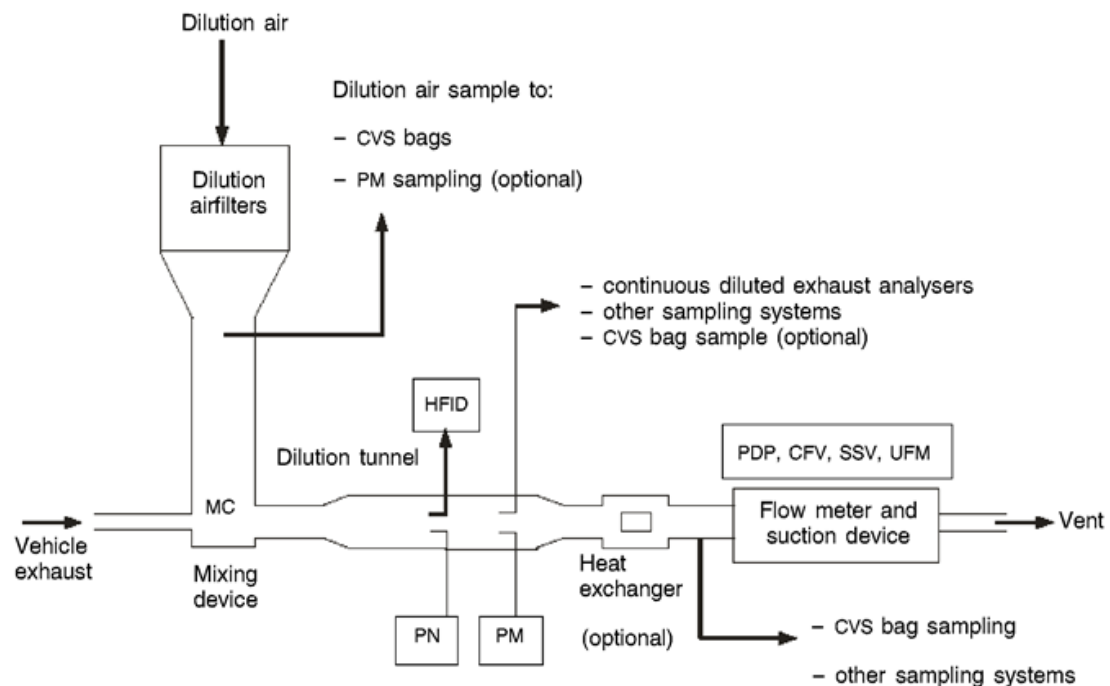 Dilution air
Dilution air sample to:
– CVS bags
– PM sampling (optional)
Dilution
airfilters
– continuous diluted exhaust analysers
– other sampling systems
– CVS bag sample (optional)
HFID
Dilution tunnel
PDP, CFV, SSV, UFM
MC
Flow meter and
suction device
Vent
Vehicle
exhaust
Mixing
device
Heat
exchanger
(optional)
PN
PM
– CVS bag sampling
– other sampling systems